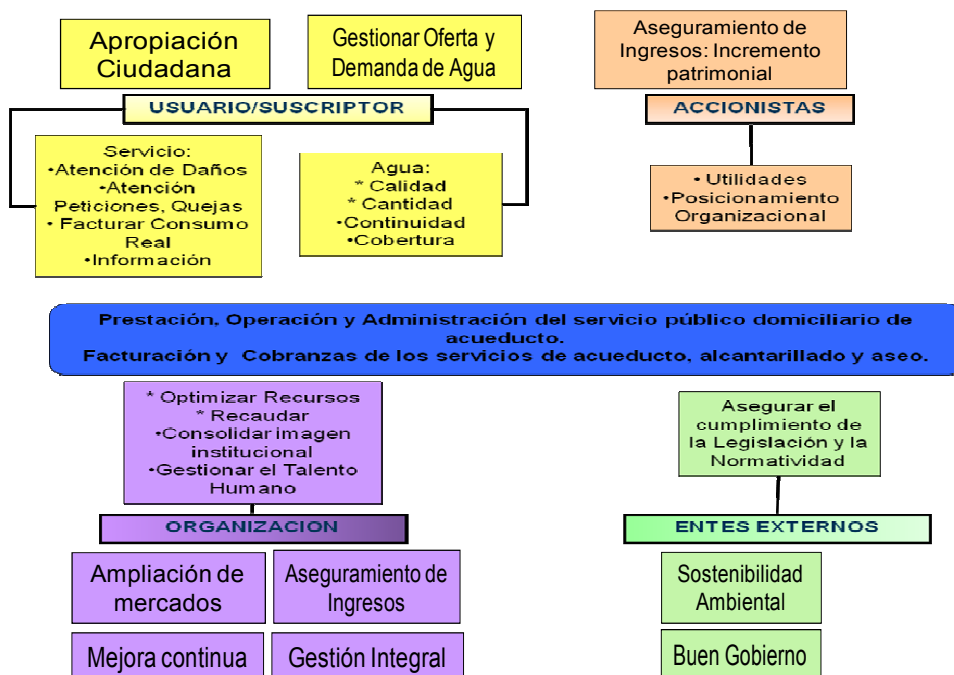 Apropiación
Ciudadana
Gestionar Oferta y
Demanda de Agua
USUARIO/SUSCRIPTOR
Servicio:
•Atención de Daños
•Atención
Peticiones, Quejas
• Facturar Consumo
Real
•Información
Agua:
* Calidad
* Cantidad
•Continuidad
•Cobertura
Aseguramiento de
Ingresos: Incremento
patrimonial
ACCIONISTAS
• Utilidades
•Posicionamiento
Organizacional
Prestación, Operación y Administración del servicio público domiciliario de
acueducto.
Facturación y Cobranzas de los servicios de acueducto, alcantarillado y aseo.
* Optimizar Recursos
* Recaudar
•Consolidar imagen
institucional
•Gestionar el Talento
Humano
ORGANIZACION
Ampliación de
mercados
Aseguramiento de
Ingresos
Mejora continua
Gestión Integral
Asegurar el
cumplimiento de
la Legislación y la
Normatividad
ENTES EXTERNOS
Sostenibilidad
Ambiental
Buen Gobierno